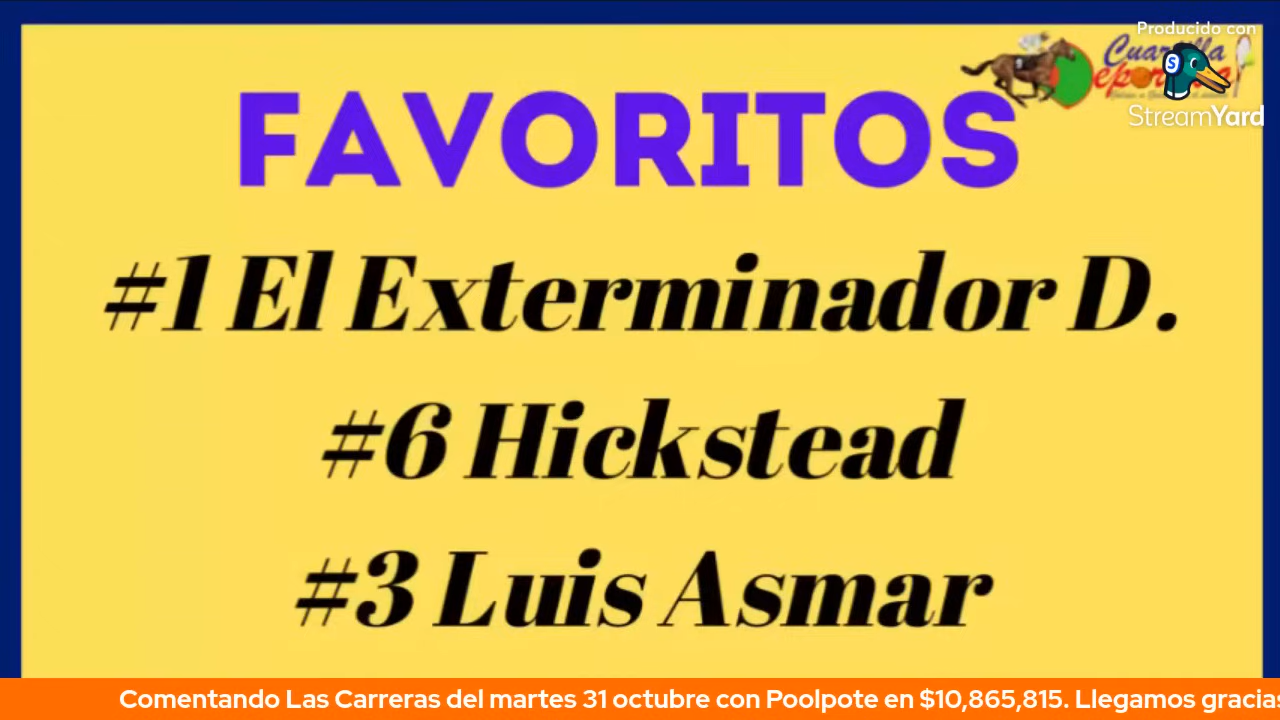 Producido con
StreamYard
FAVORITOS
#1 El Exterminador D.
#6 Hickstead
#3 Luis Asmar
Comentando Las Carreras del martes 31 octubre con Poolpote en $10,865,815. Llegamos gracias